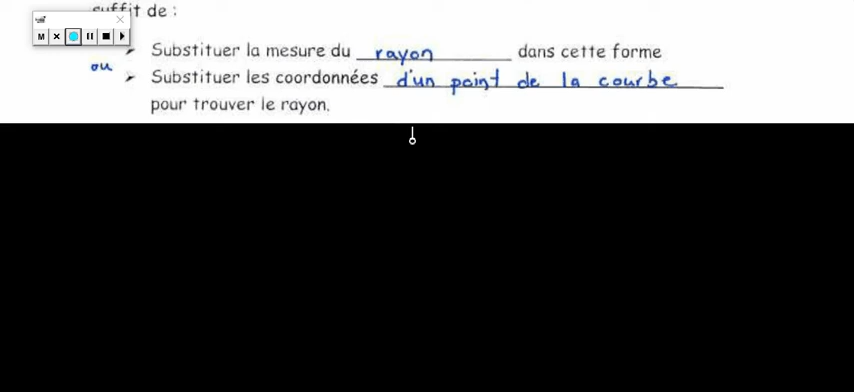 suffit de :
M
➤ Substituer la mesure du rayon dans cette forme
ou
➤ Substituer les coordonnées d'un point de la courbe
pour trouver le rayon.